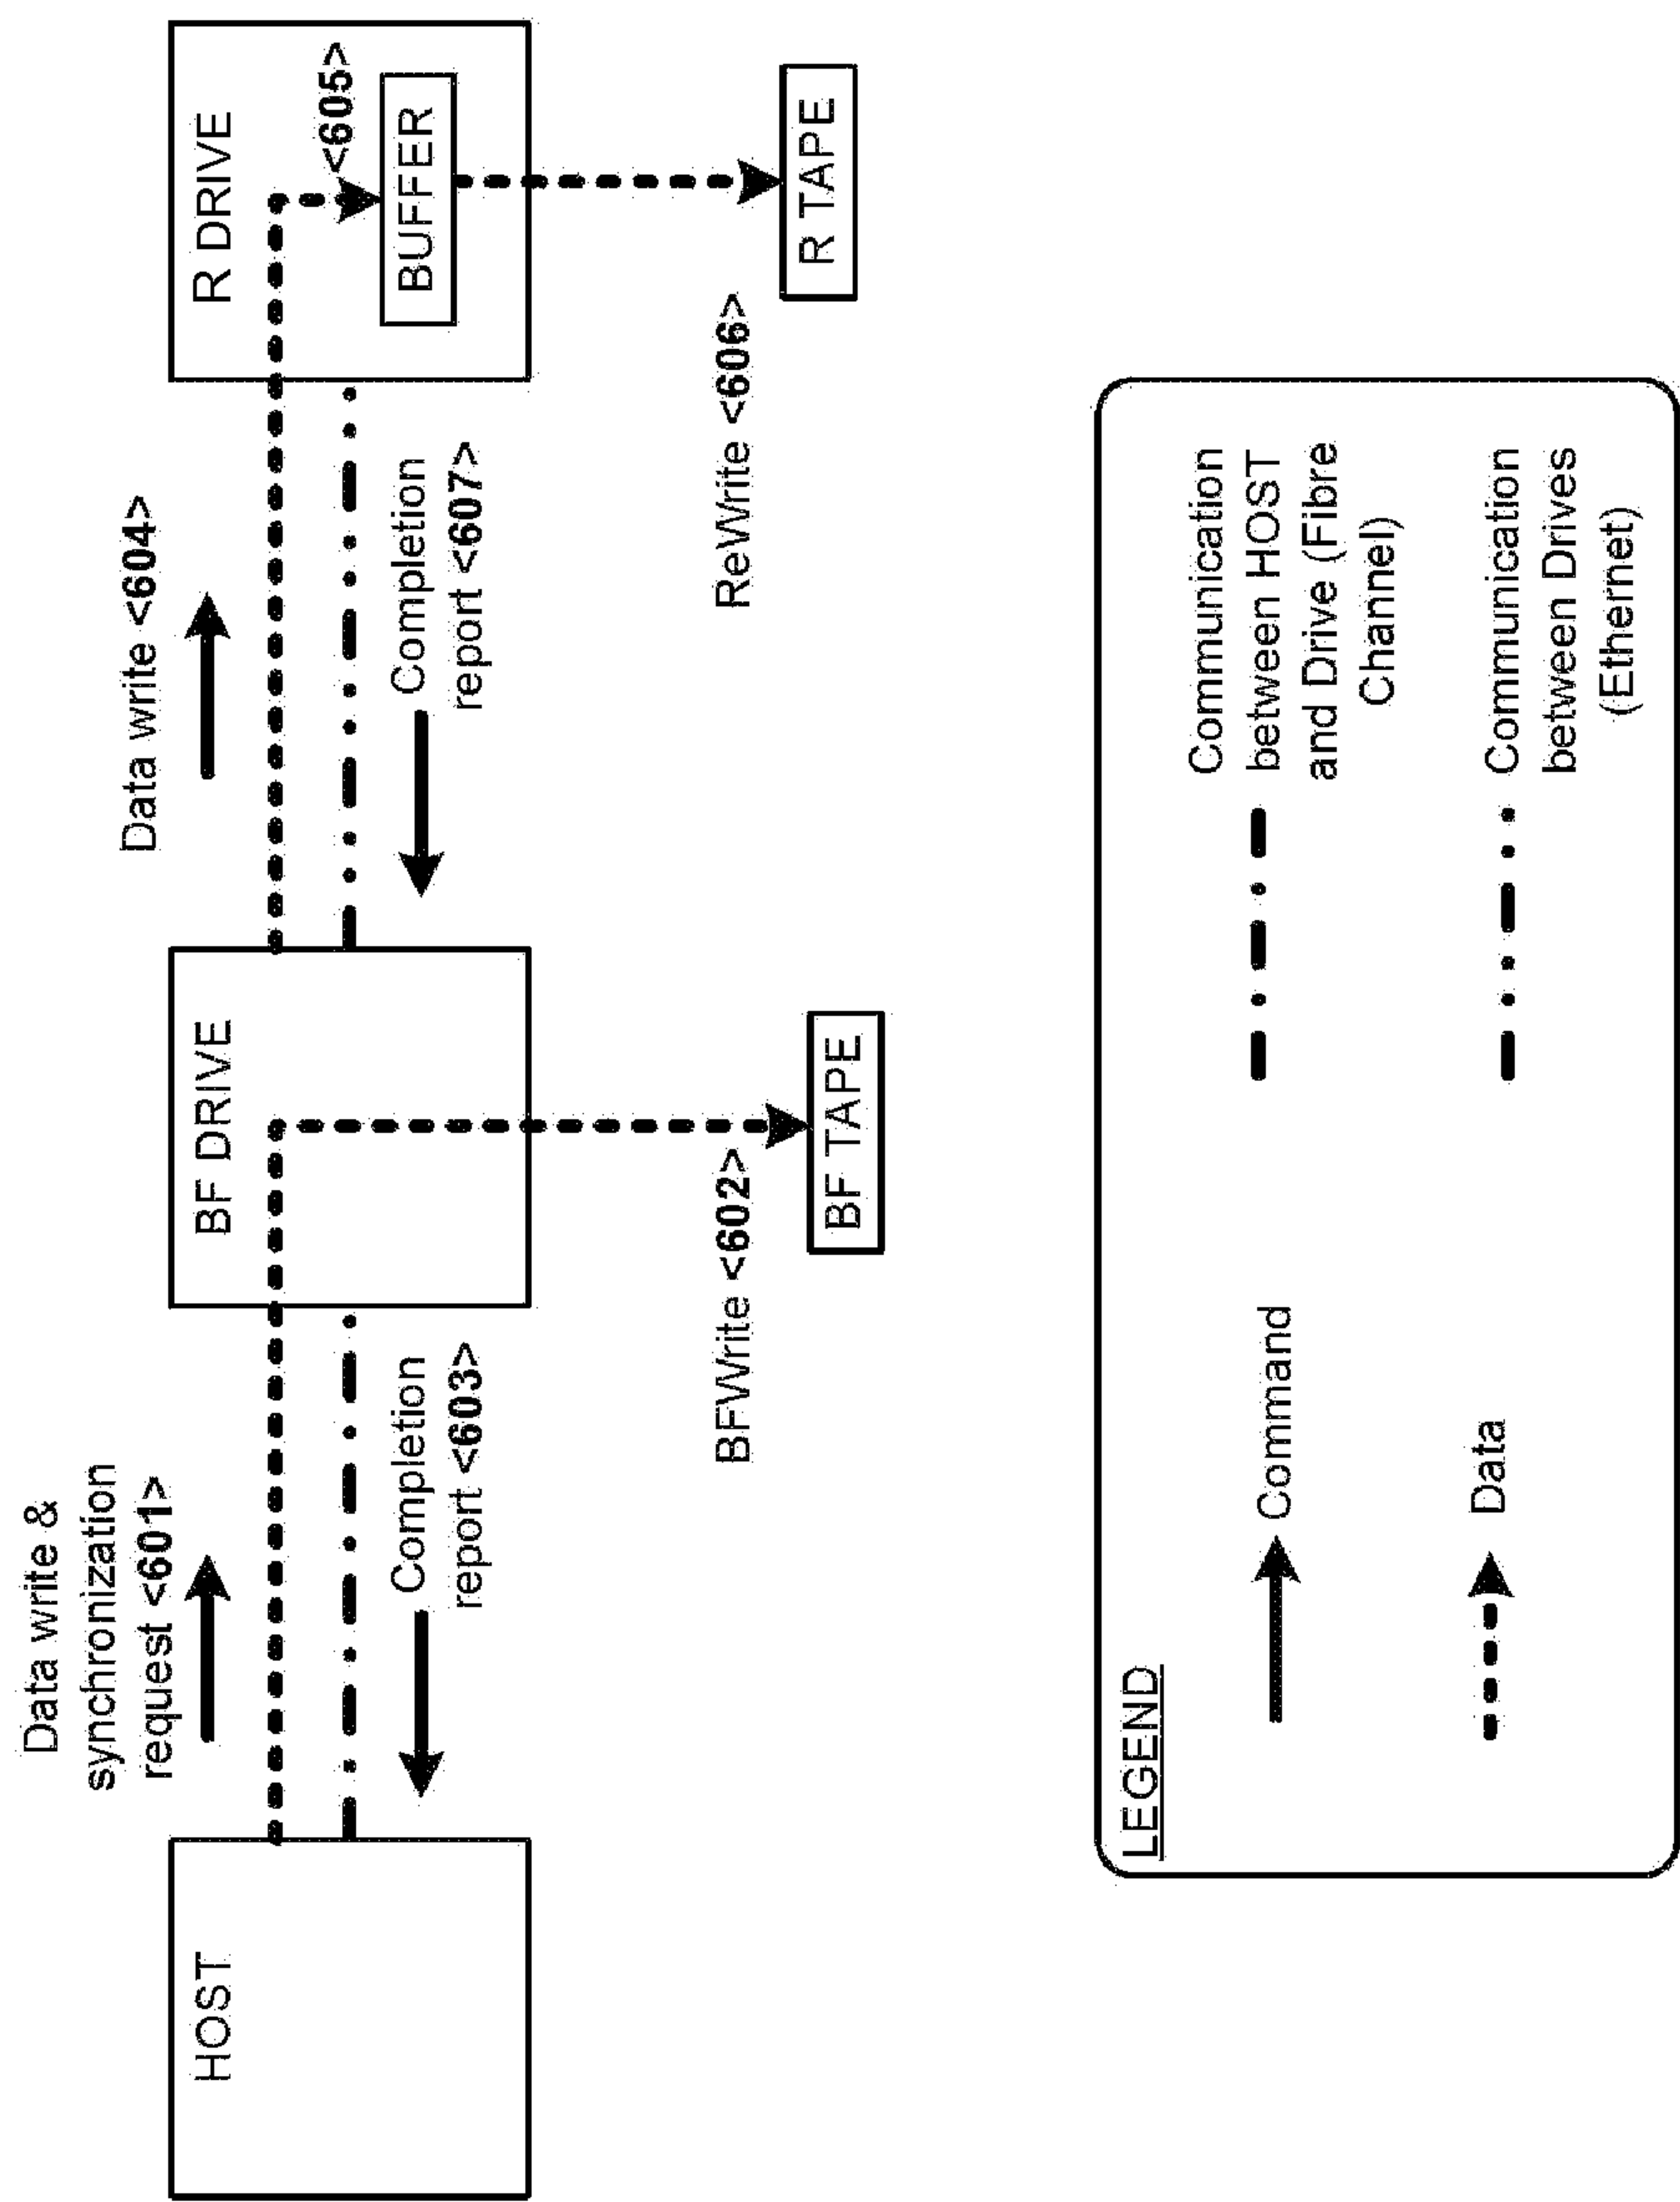 Data write &
synchronization
request <601>
Data write <604>
HOST
BF DRIVE
R DRIVE
<605>
BUFFER
Completion
report <603>
Completion
report <607>
BFWrite <602>
ReWrite <606>
BF TAPE
R TAPE
LEGEND
Command
Communication
between HOST
and Drive (Fibre
Channel)
Data
Communication
between Drives
(Ethernet)